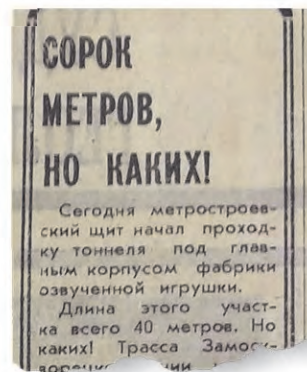 СОРОК
МЕТРОВ,
НО КАКИХ!
Сегодня метростроев-
ский щит начал проход-
ку тоннеля под глав-
ным корпусом фабрики
озвученной игрушки.
Длина этого участ-
ка всего 40 метров. Но
каких! Трасса Замоск-